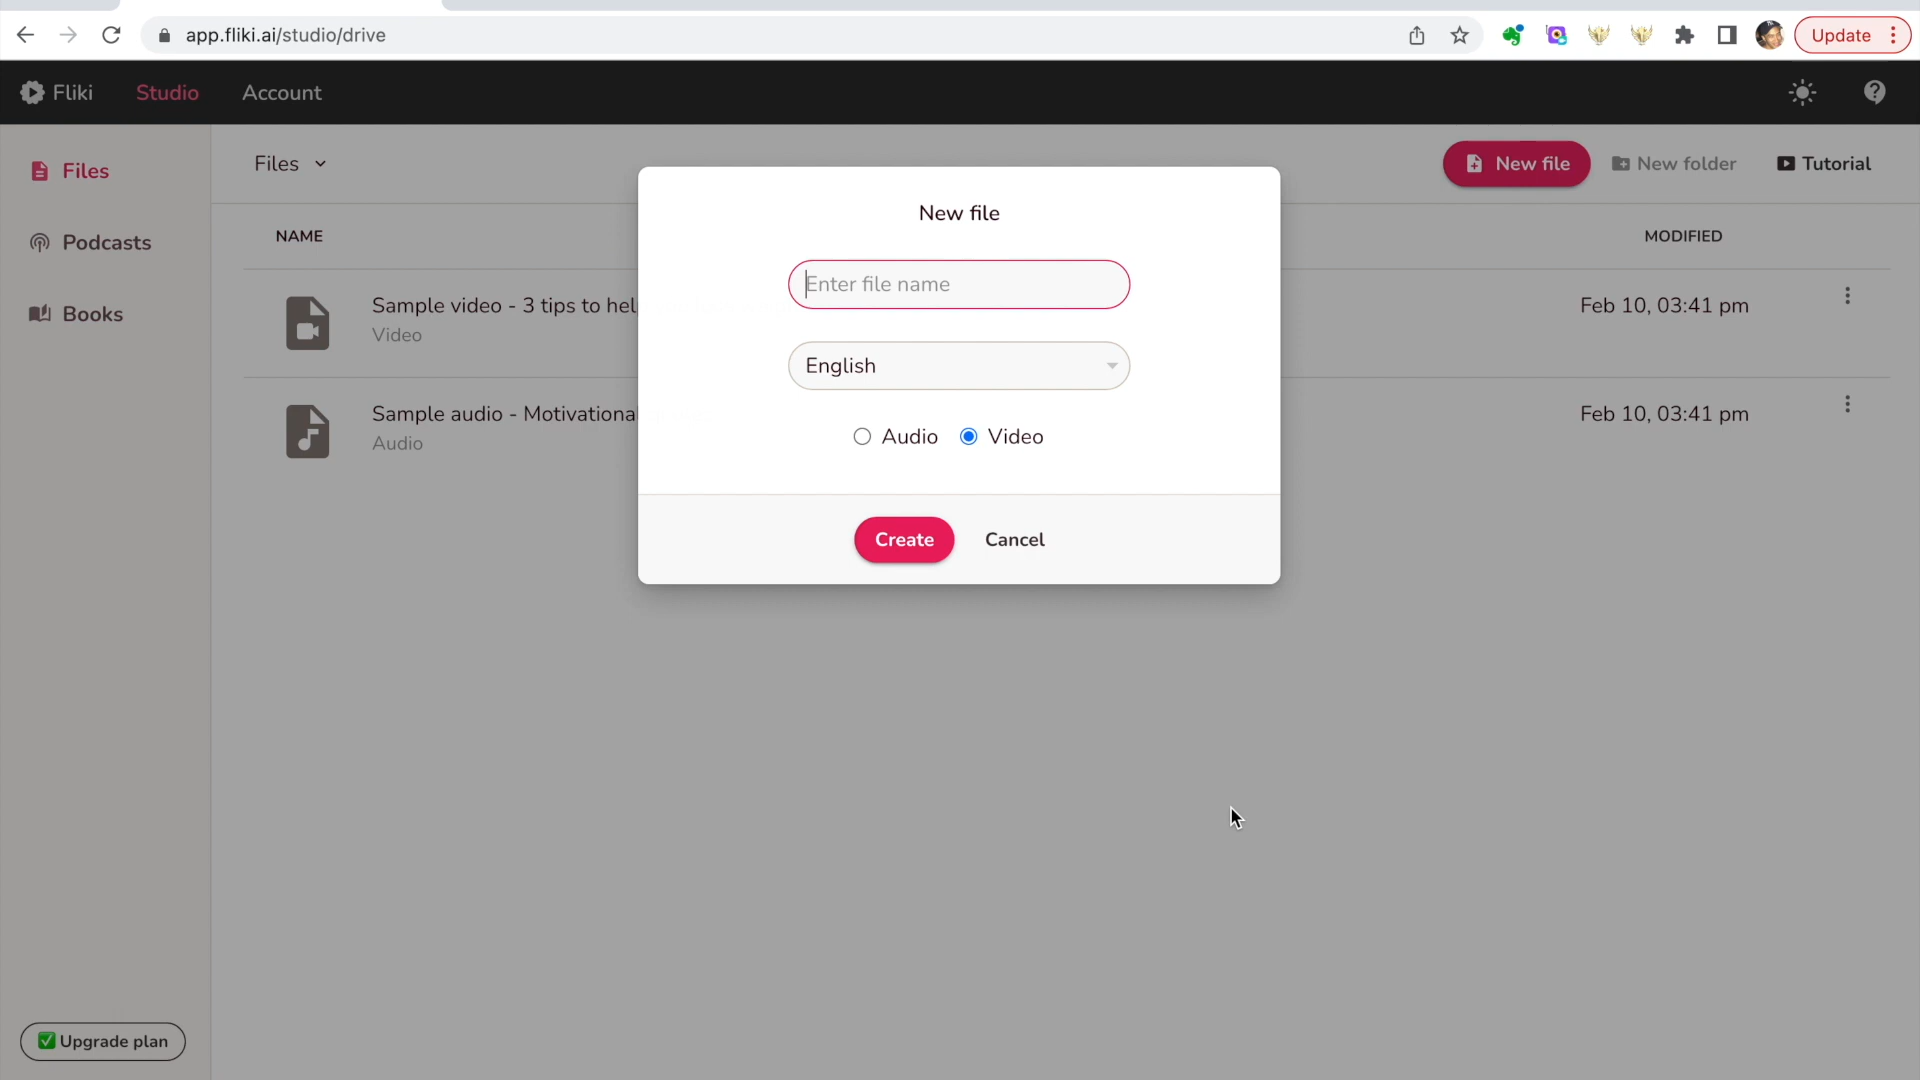 app.fliki.ai/studio/drive
Update
Fliki
Studio
Account
Files
Podcasts
Books
Files
New file
New folder
Tutorial
NAME
MODIFIED
Sample video - 3 tips to
Feb 10, 03:41 pm
Video
Sample audio - Motivational
Feb 10, 03:41 pm
Audio
New file
Enter file name
English
Audio
Video
Create
Cancel
Upgrade plan